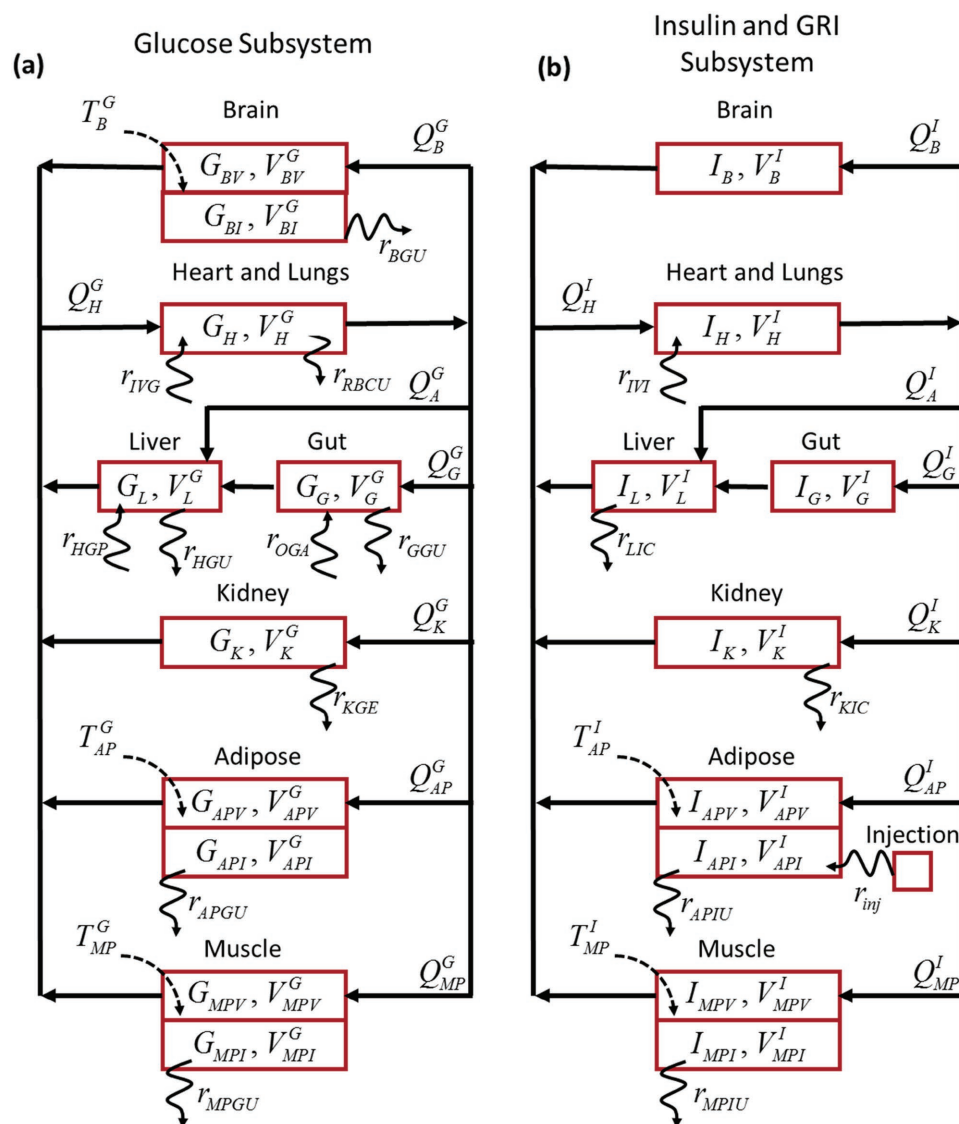 Glucose Subsystem
(a)
T_B^G
Brain
Q_B^G
G_BV, V_BV^G
G_BI, V_BI^G
r_BGU
Heart and Lungs
Q_H^G
G_H, V_H^G
r_IVG
r_RBCU
Q_A^G
Liver
Gut
Q_G^G
G_L, V_L^G
G_G, V_G^G
r_HGP
r_HGU
r_OGA
r_GGU
Kidney
Q_K^G
G_K, V_K^G
r_KGE
T_AP^G
Adipose
Q_AP^G
G_APV, V_APV^G
G_API, V_API^G
r_APGU
T_MP^G
Muscle
Q_MP^G
G_MPV, V_MPV^G
G_MPI, V_MPI^G
r_MPGU
Insulin and GRI
Subsystem
(b)
Brain
Q_B^I
I_B, V_B^I
Heart and Lungs
Q_H^I
I_H, V_H^I
r_IVI
Q_A^I
Liver
Gut
Q_G^I
I_L, V_L^I
I_G, V_G^I
r_LIC
Kidney
Q_K^I
I_K, V_K^I
r_KIC
T_AP^I
Adipose
Q_AP^I
I_APV, V_APV^I
Injection
I_API, V_API^I
r_inj
r_APIU
T_MP^I
Muscle
Q_MP^I
I_MPV, V_MPV^I
I_MPI, V_MPI^I
r_MPIU